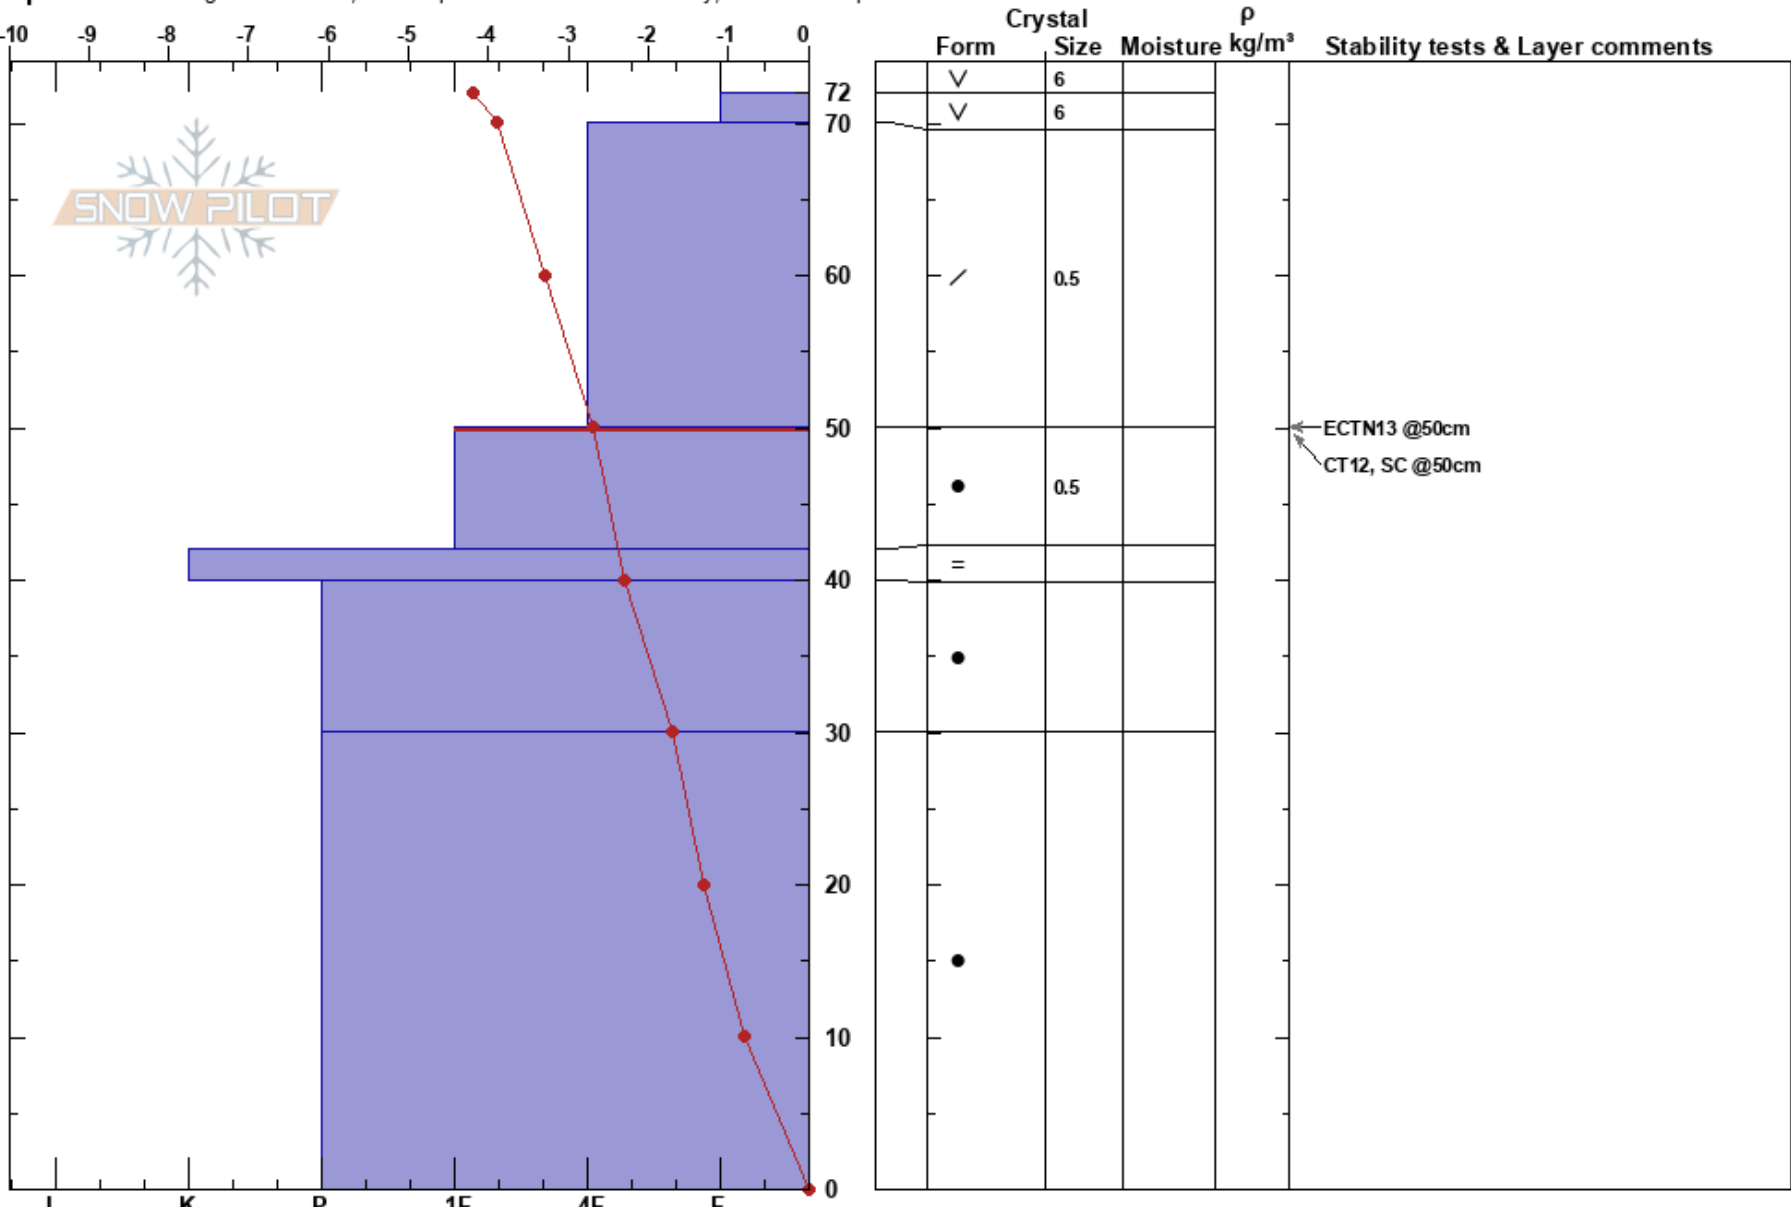 -10 -9 -8 -7 -6 -5 -4 -3 -2 -1 0
Crystal ρ
Form Size Moisture kg/m³ Stability tests & Layer comments
72 6
70 6
SNOW PILOT
60 0.5
50 ECTN13 @50cm
CT12, SC @50cm
0.5
=
40
30
20
10
0
I K P 1F 4F F